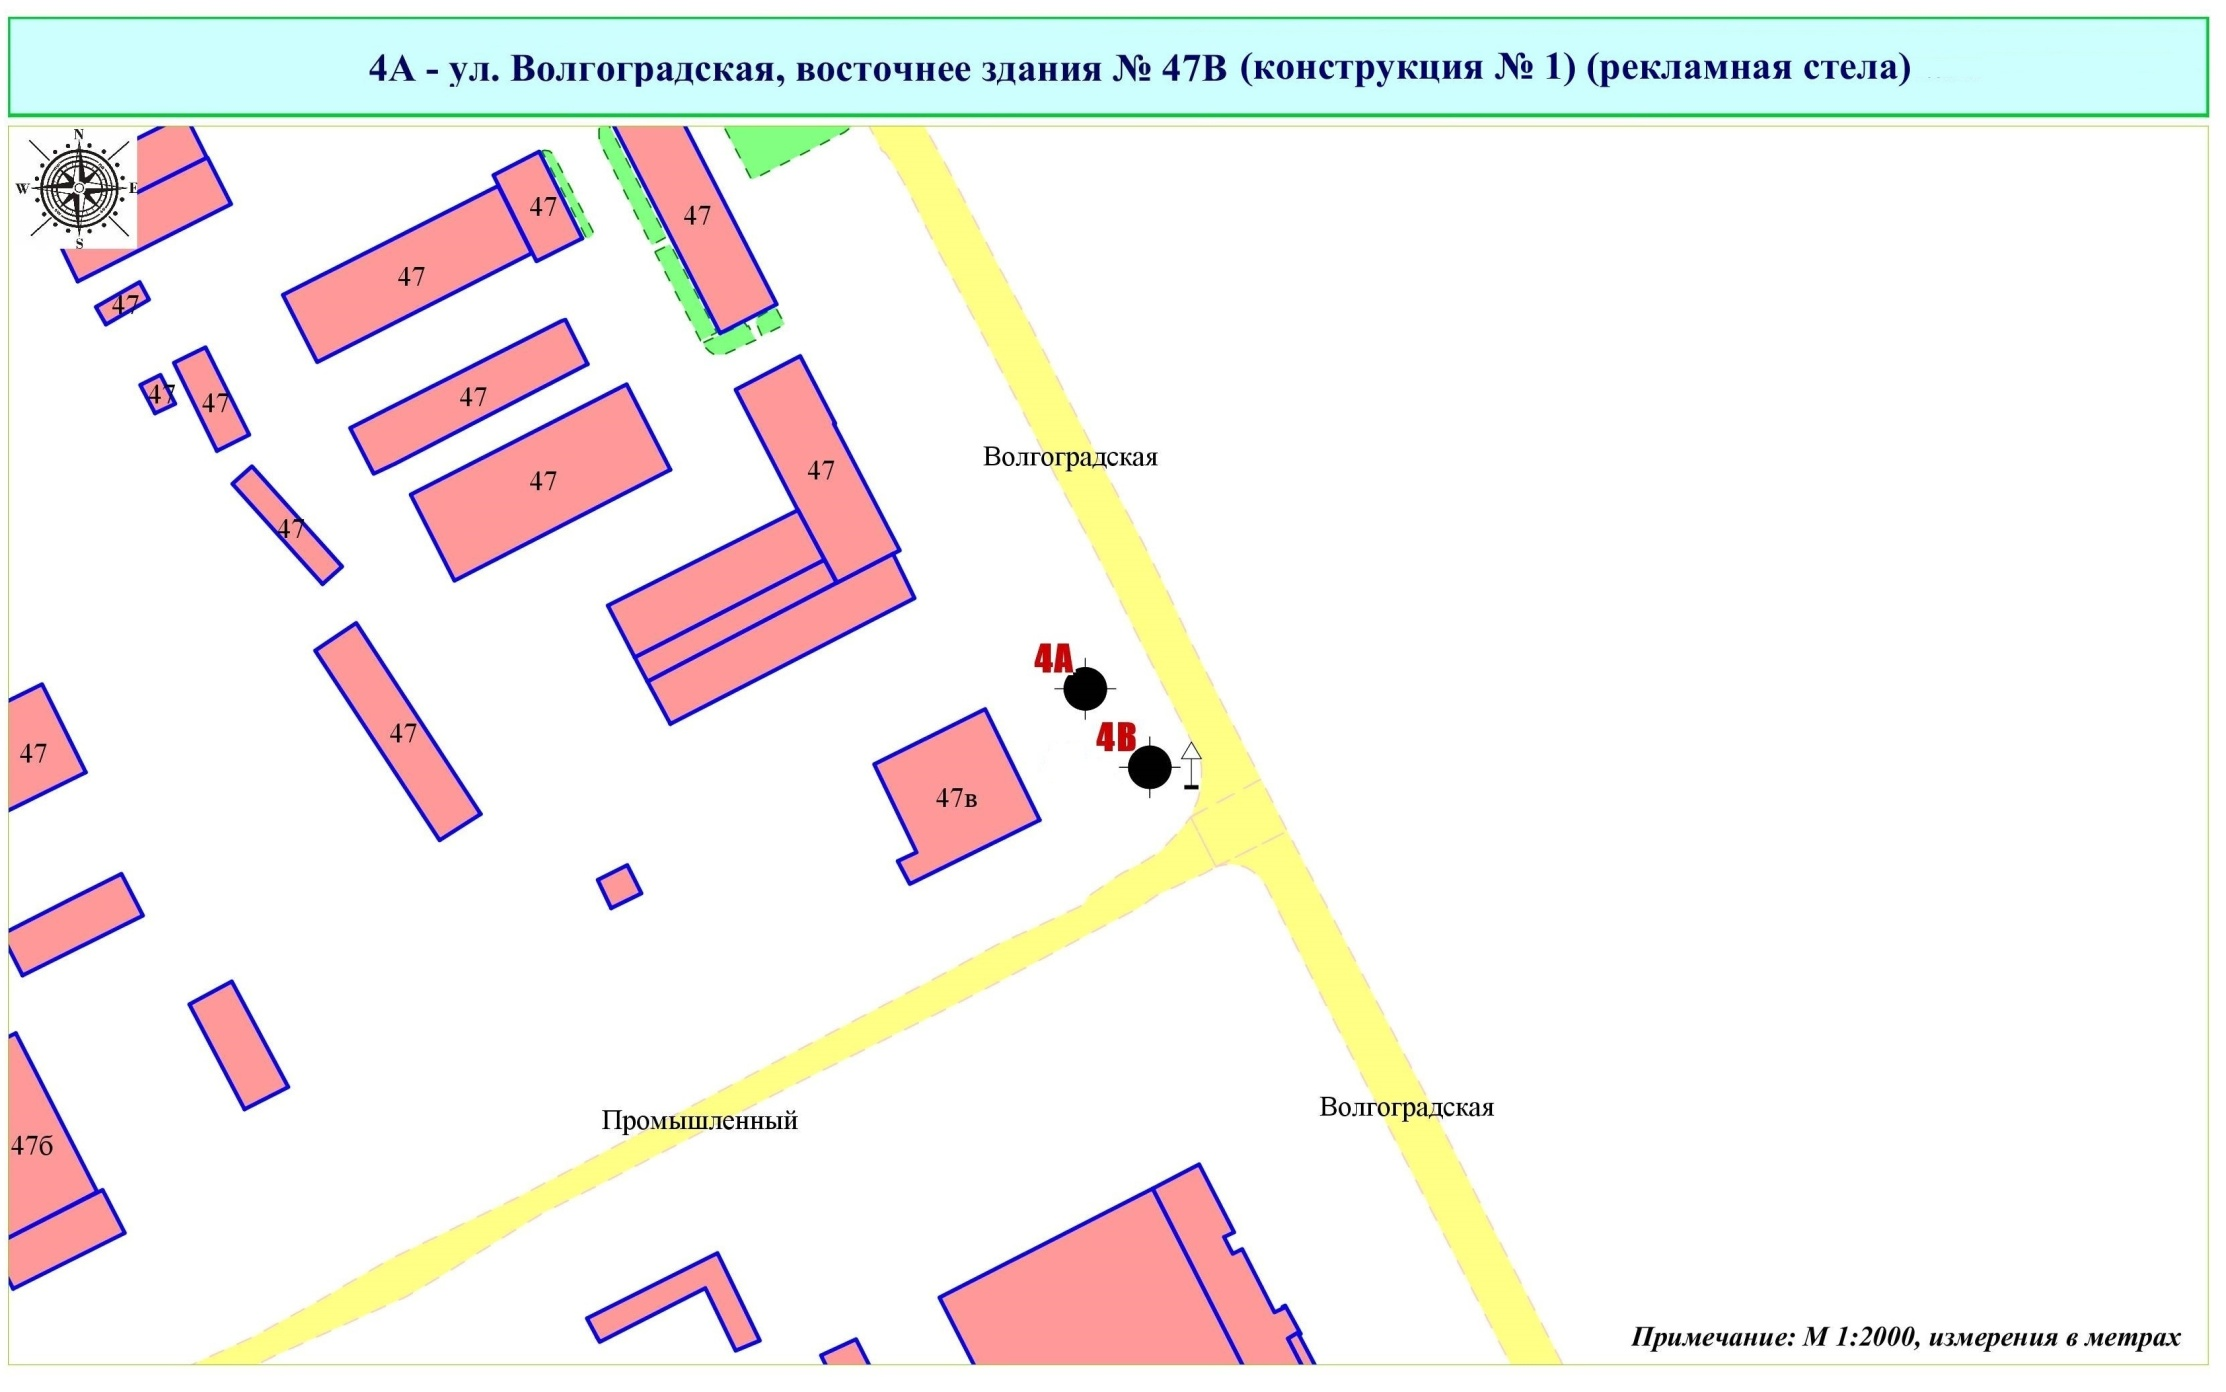 4А - ул. Волгоградская, восточнее здания № 47В (конструкция № 1) (рекламная стела)
N
W E
S
47
47
47
47
47
47
47
47
47
47
Волгоградская
47
4А
47
4В
47
47в
Промышленный
Волгоградская
47б
Примечание: М 1:2000, измерения в метрах